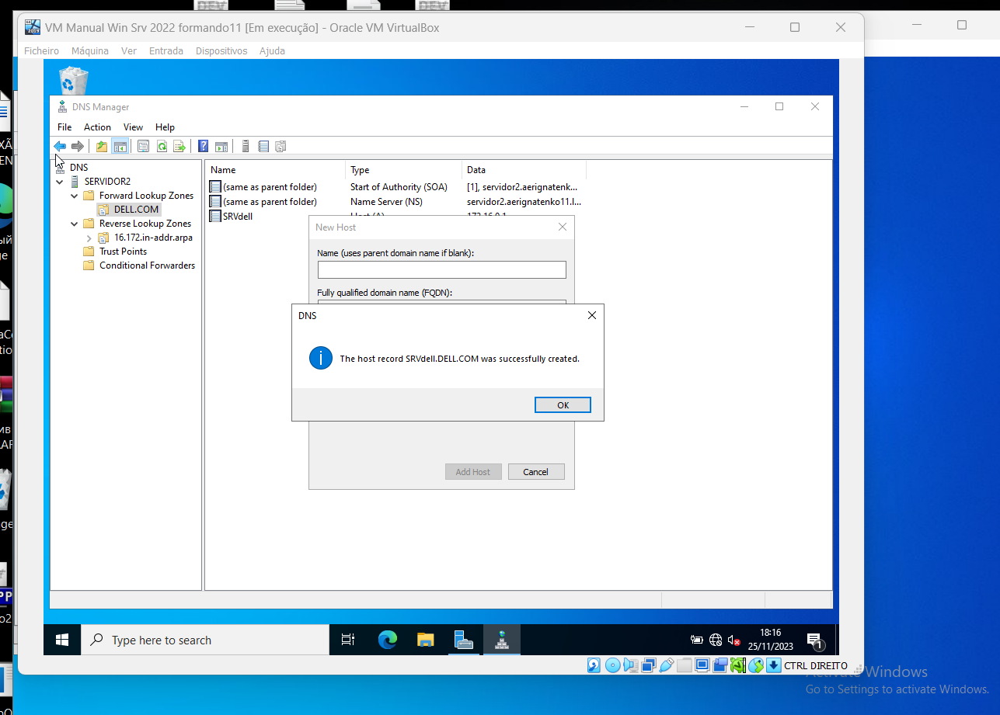 DEV
DEV
VM Manual Win Srv 2022 formando11 [Em execução] - Oracle VM VirtualBox
Ficheiro Máquina Ver Entrada Dispositivos Ajuda
DNS Manager
File Action View Help
DNS
SERVIDOR2
Forward Lookup Zones
DELL.COM
Reverse Lookup Zones
16.172.in-addr.arpa
Trust Points
Conditional Forwarders
Name Type Data
(same as parent folder) Start of Authority (SOA) [1], servidor2.aerignatenko...
(same as parent folder) Name Server (NS) servidor2.aerignatenko11.l...
SRVdell Host (A) 172.16.0.1
New Host
Name (uses parent domain name if blank):
Fully qualified domain name (FQDN):
DNS
The host record SRVdell.DELL.COM was successfully created.
OK
Add Host Cancel
Type here to search
18:16
25/11/2023
1
CTRL DIREITO
Activate Windows
Go to Settings to activate Windows.